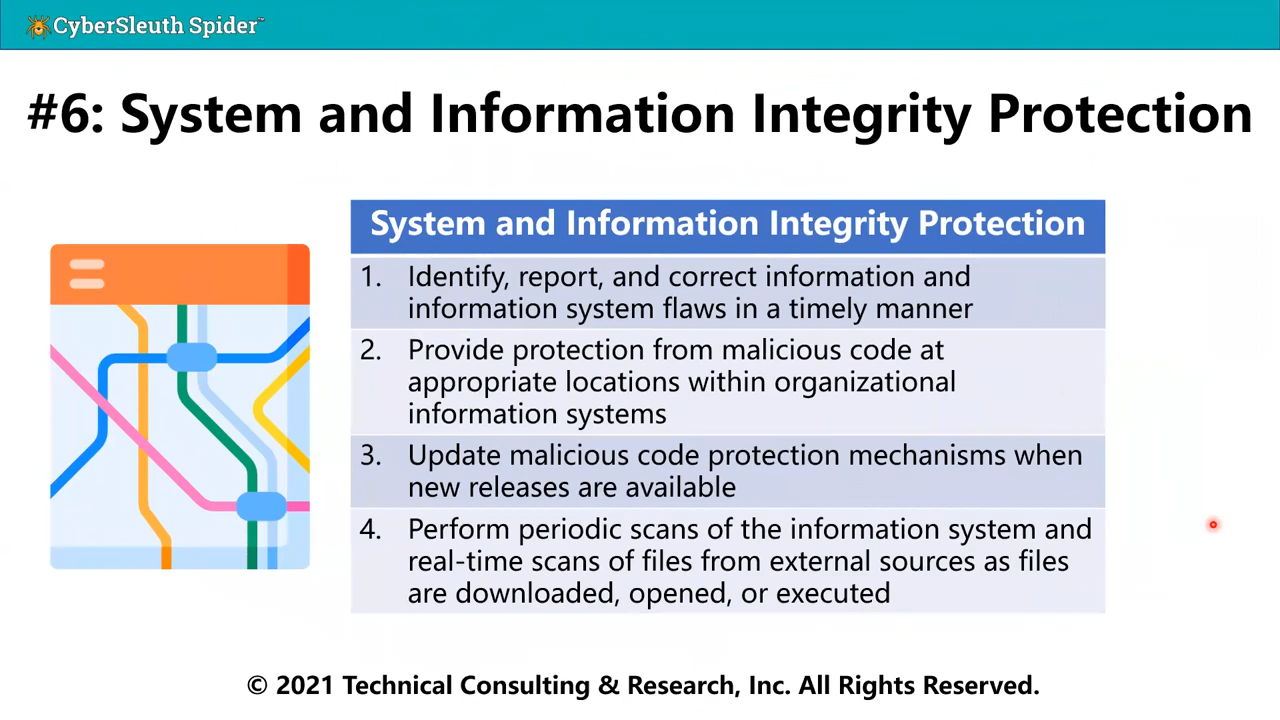 CyberSleuth Spider™
#6: System and Information Integrity Protection
System and Information Integrity Protection
1. Identify, report, and correct information and
information system flaws in a timely manner
2. Provide protection from malicious code at
appropriate locations within organizational
information systems
3. Update malicious code protection mechanisms when
new releases are available
4. Perform periodic scans of the information system and
real-time scans of files from external sources as files
are downloaded, opened, or executed
© 2021 Technical Consulting & Research, Inc. All Rights Reserved.